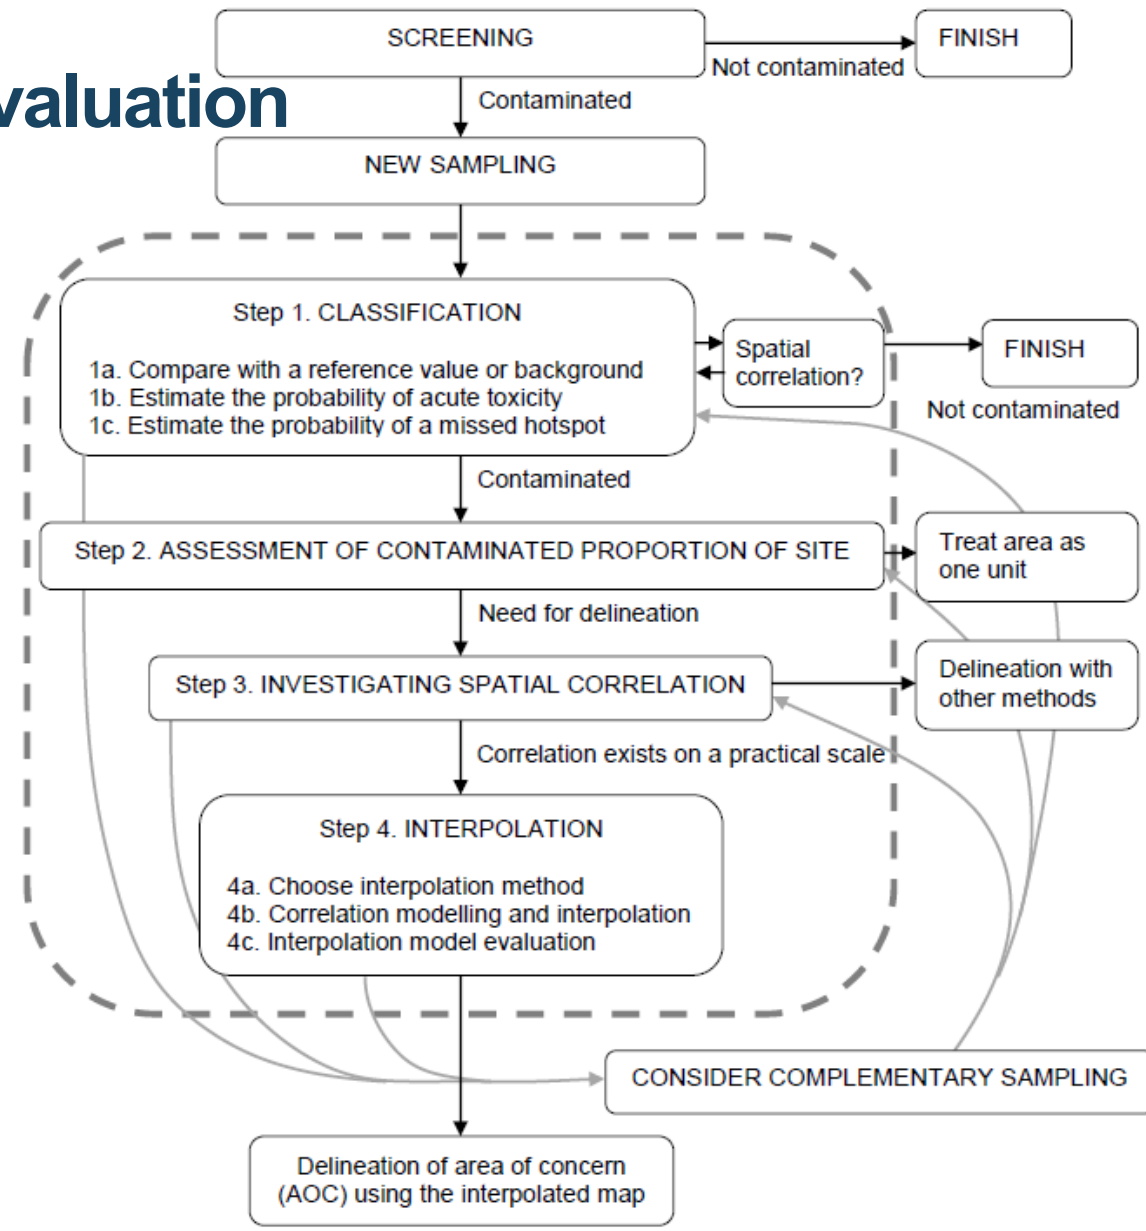 SCREENING
FINISH
Not contaminated
valuation
Contaminated
NEW SAMPLING
Step 1. CLASSIFICATION
1a. Compare with a reference value or background
1b. Estimate the probability of acute toxicity
1c. Estimate the probability of a missed hotspot
Spatial
correlation?
FINISH
Not contaminated
Contaminated
Step 2. ASSESSMENT OF CONTAMINATED PROPORTION OF SITE
Treat area as
one unit
Need for delineation
Step 3. INVESTIGATING SPATIAL CORRELATION
Delineation with
other methods
Correlation exists on a practical scale
Step 4. INTERPOLATION
4a. Choose interpolation method
4b. Correlation modelling and interpolation
4c. Interpolation model evaluation
CONSIDER COMPLEMENTARY SAMPLING
Delineation of area of concern
(AOC) using the interpolated map